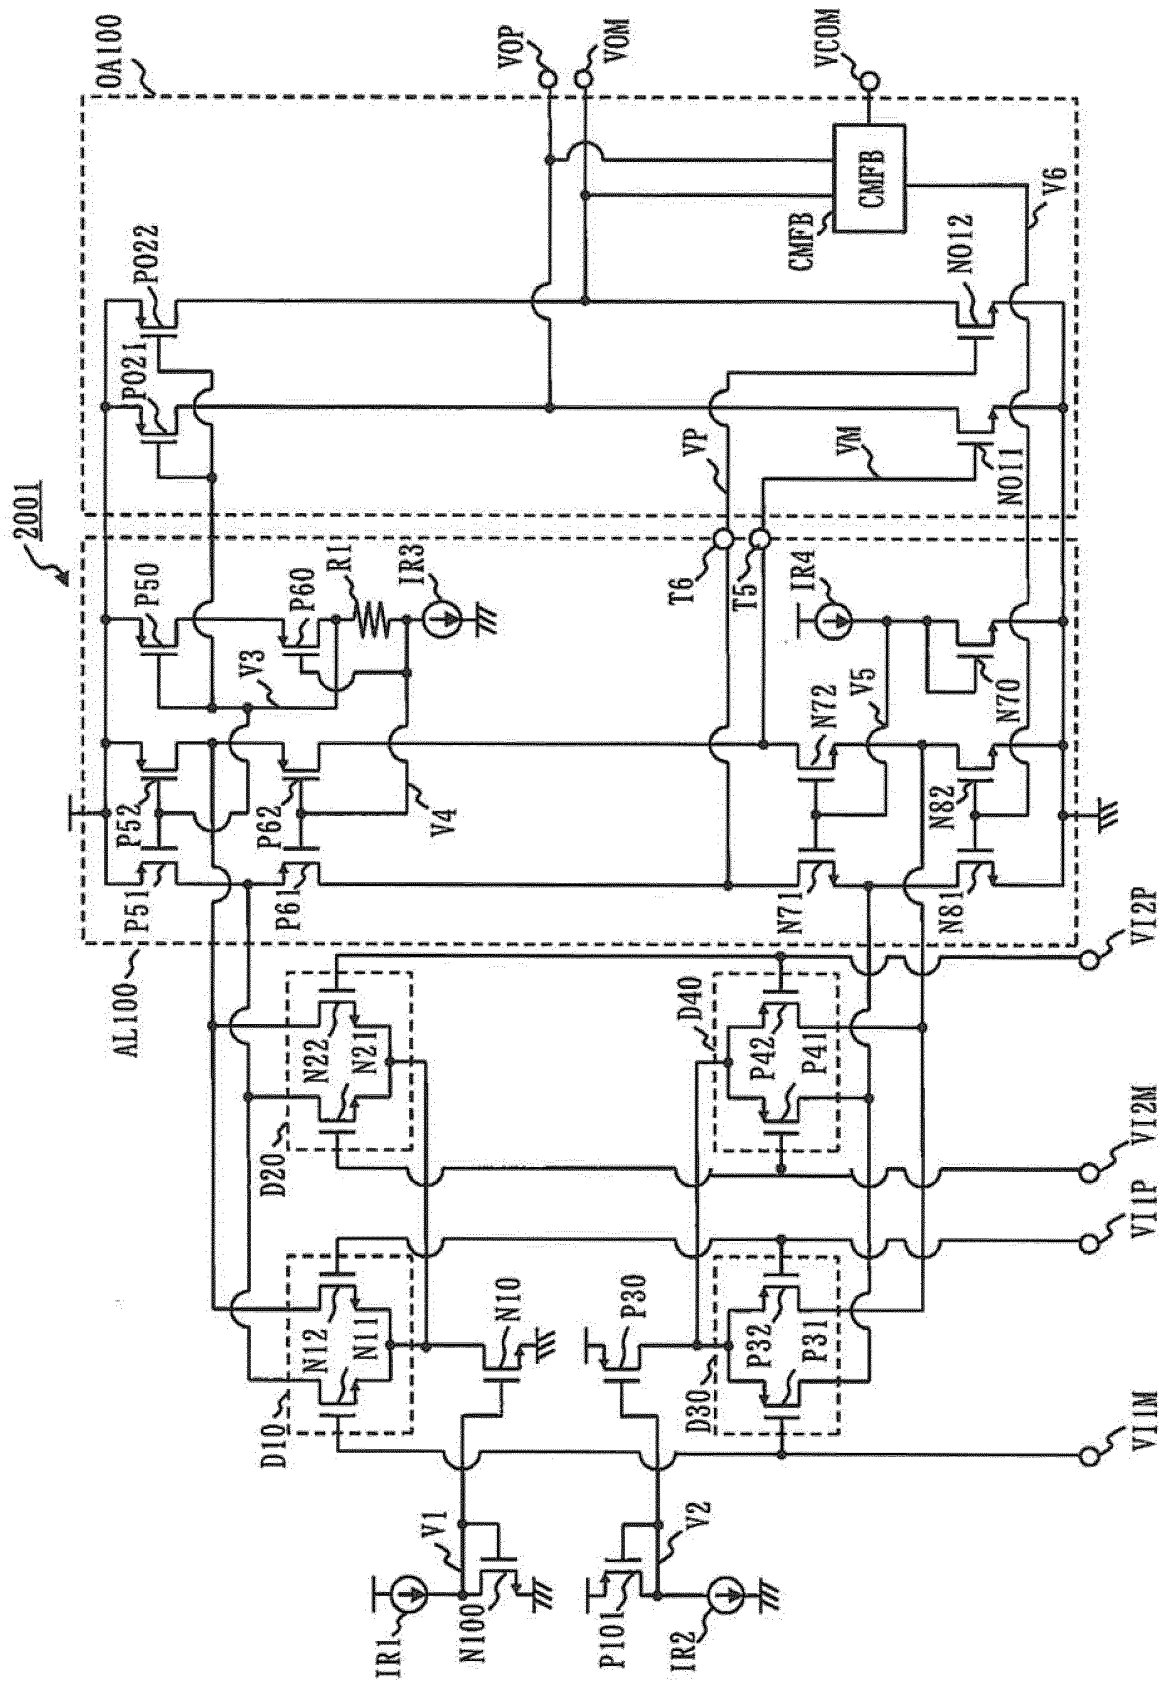 2001
OA100
VOP
VOM
VCOM
CMFB
CMFB
V6
PO22
PO21
NO12
NO11
VP
VM
T6
T5
P50
P60
R1
IR3
V3
V4
IR4
V5
N72
N70
P52
P51
P62
P61
N71
N82
N81
AL100
VI2P
D20
N22
N21
D40
P42
P41
VI2M
VI1P
D10
N12
N11
N10
P30
D30
P32
P31
VI1M
V1
V2
IR1
N100
P101
IR2